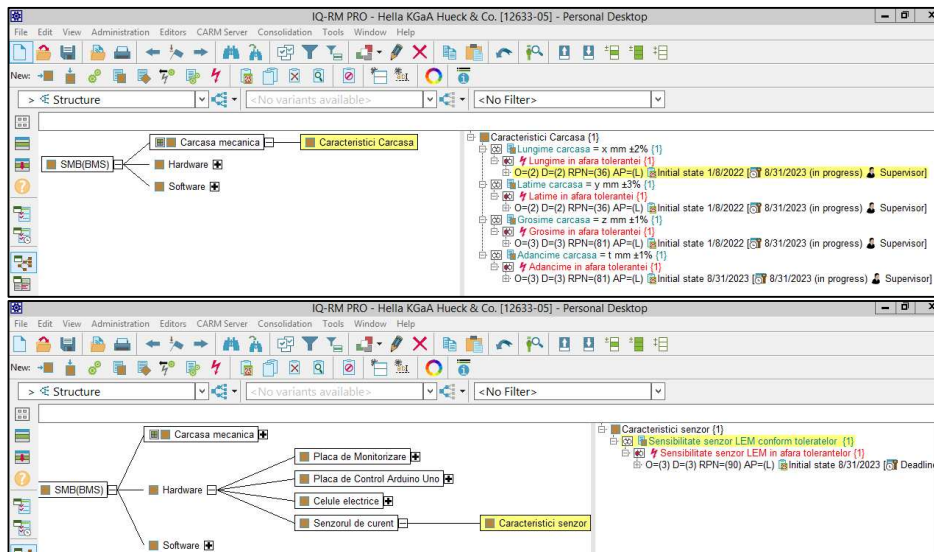 IQ-RM PRO - Hella KGaA Hueck & Co. [12633-05] - Personal Desktop
File Edit View Administration Editors CARM Server Consolidation Tools Window Help
New:
> Structure <No variants available> <No Filter>
SMB(BMS)
Carcasa mecanica
Caracteristici Carcasa
Hardware
Software
Caracteristici Carcasa {1}
Lungime carcasa = x mm ±2% {1}
Lungime in afara tolerantei {1}
O=(2) D=(2) RPN=(36) AP=(L) Initial state 1/8/2022 [8/31/2023 (in progress) Supervisor]
Latime carcasa = y mm ±3% {1}
Latime in afara tolerantei {1}
O=(2) D=(2) RPN=(36) AP=(L) Initial state 1/8/2022 [8/31/2023 (in progress) Supervisor]
Grosime carcasa = z mm ±1% {1}
Grosime in afara tolerantei {1}
O=(3) D=(3) RPN=(81) AP=(L) Initial state 1/8/2022 [8/31/2023 (in progress) Supervisor]
Adancime carcasa = t mm ±1% {1}
Adancime in afara tolerantei {1}
O=(3) D=(3) RPN=(81) AP=(L) Initial state 8/31/2023 [8/31/2023 (in progress) Supervisor]
IQ-RM PRO - Hella KGaA Hueck & Co. [12633-05] - Personal Desktop
File Edit View Administration Editors CARM Server Consolidation Tools Window Help
New:
> Structure <No variants available> <No Filter>
SMB(BMS)
Carcasa mecanica
Hardware
Placa de Monitorizare
Placa de Control Arduino Uno
Celule electrice
Senzorul de curent
Caracteristici senzor
Software
Caracteristici senzor {1}
Sensibilitate senzor LEM conform toleratelor {1}
Sensibilitate senzor LEM in afara tolerantelor {1}
O=(3) D=(3) RPN=(90) AP=(L) Initial state 8/31/2023 [Deadline